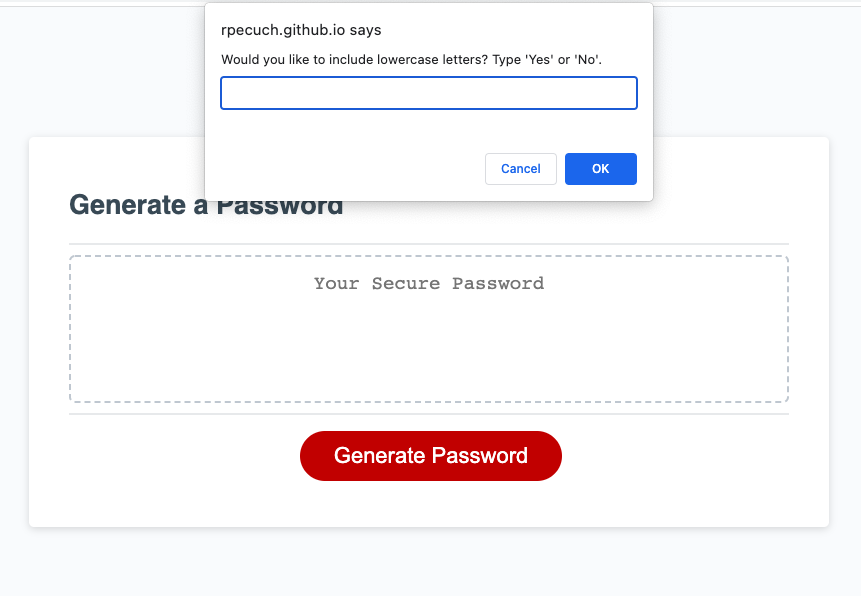 rpecuch.github.io says
Would you like to include lowercase letters? Type 'Yes' or 'No'.
Cancel OK
Generate a Password
Your Secure Password
Generate Password